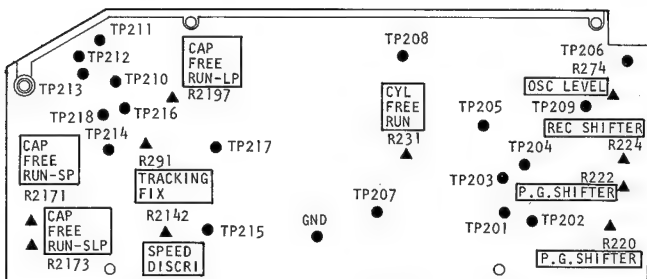 TP211
TP212
TP213
TP210
TP218
TP216
TP214
CAP
FREE
RUN-LP
R2197
TP208
TP206
R274
OSC LEVEL
TP209
CYL
FREE
RUN
R231
TP205
REC SHIFTER
R224
CAP
FREE
RUN-SP
R2171
R291
TRACKING
FIX
TP217
TP204
TP203
R222
P.G.SHIFTER
CAP
FREE
RUN-SLP
R2173
R2142
SPEED
DISCRI
TP215
GND
TP207
TP201
TP202
R220
P.G.SHIFTER